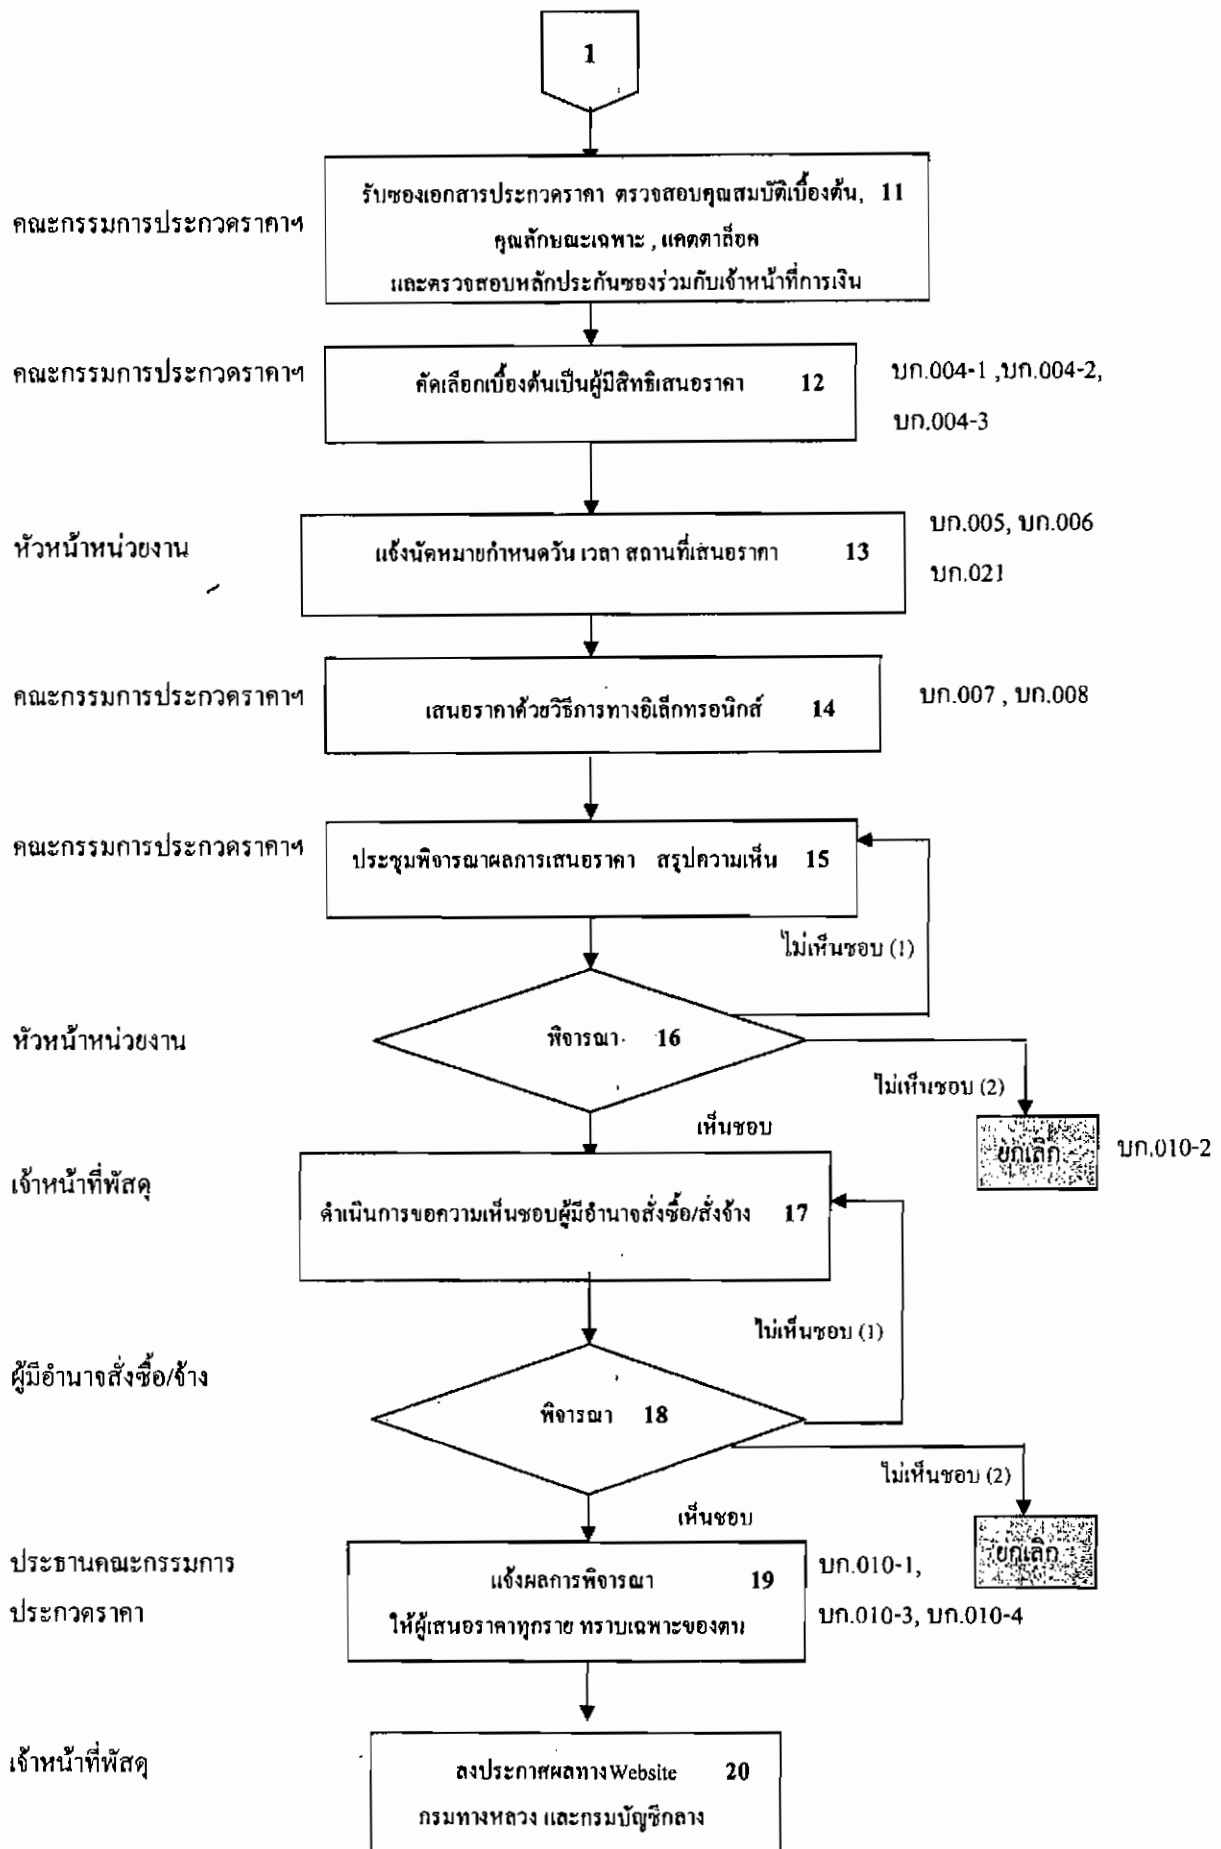 1
คณะกรรมการประกวดราคาฯ
รับซองเอกสารประกวดราคา ตรวจสอบคุณสมบัติเบื้องต้น, 11
คุณลักษณะเฉพาะ , แคตตาล็อค
และตรวจสอบหลักประกันซองร่วมกับเจ้าหน้าที่การเงิน
คณะกรรมการประกวดราคาฯ
คัดเลือกเบื้องต้นเป็นผู้มีสิทธิเสนอราคา 12
บก.004-1 ,บก.004-2,
บก.004-3
หัวหน้าหน่วยงาน
แจ้งนัดหมายกำหนดวัน เวลา สถานที่เสนอราคา 13
บก.005, บก.006
บก.021
คณะกรรมการประกวดราคาฯ
เสนอราคาด้วยวิธีการทางอิเล็กทรอนิกส์ 14
บก.007 , บก.008
คณะกรรมการประกวดราคาฯ
ประชุมพิจารณาผลการเสนอราคา สรุปความเห็น 15
ไม่เห็นชอบ (1)
หัวหน้าหน่วยงาน
พิจารณา 16
ไม่เห็นชอบ (2)
เห็นชอบ
ยกเลิก
บก.010-2
เจ้าหน้าที่พัสดุ
ดำเนินการขอความเห็นชอบผู้มีอำนาจสั่งซื้อ/สั่งจ้าง 17
ไม่เห็นชอบ (1)
ผู้มีอำนาจสั่งซื้อ/จ้าง
พิจารณา 18
ไม่เห็นชอบ (2)
เห็นชอบ
ยกเลิก
ประธานคณะกรรมการ
ประกวดราคา
แจ้งผลการพิจารณา 19
ให้ผู้เสนอราคาทุกราย ทราบเฉพาะของตน
บก.010-1,
บก.010-3, บก.010-4
เจ้าหน้าที่พัสดุ
ลงประกาศผลทางWebsite 20
กรมทางหลวง และกรมบัญชีกลาง